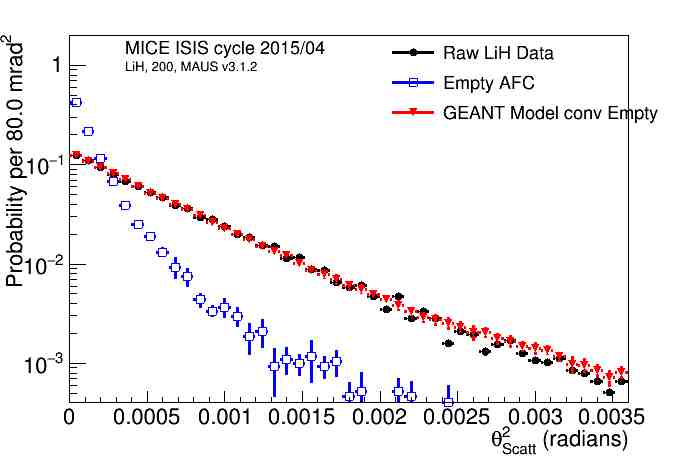 MICE ISIS cycle 2015/04
LiH, 200, MAUS v3.1.2
Raw LiH Data
Empty AFC
GEANT Model conv Empty
Probability per 80.0 mrad²
1
10⁻¹
10⁻²
10⁻³
0 0.0005 0.001 0.0015 0.002 0.0025 0.003 0.0035
θ²Scatt (radians)